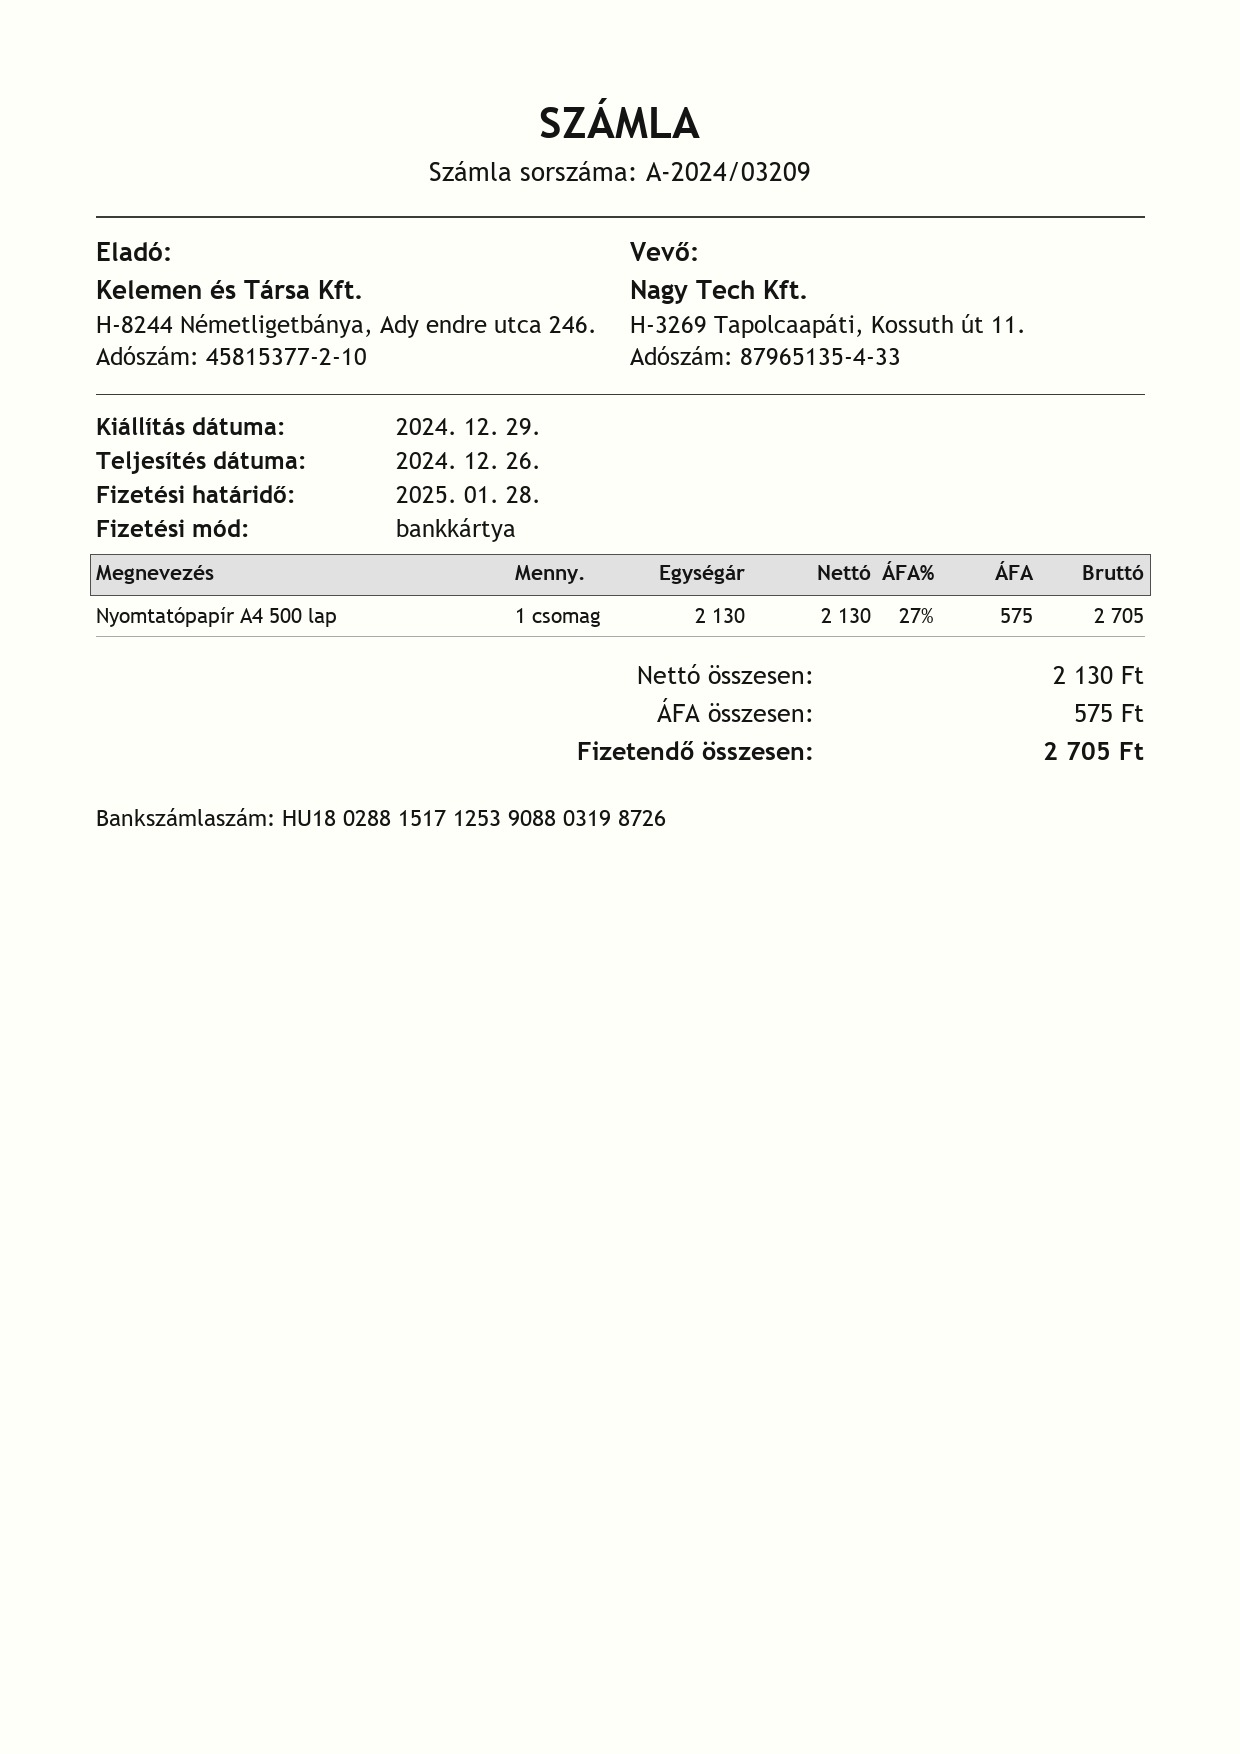 SZÁMLA
Számla sorszáma: A-2024/03209
Eladó:
Kelemen és Társa Kft.
H-8244 Németligetbánya, Ady endre utca 246.
Adószám: 45815377-2-10
Vevő:
Nagy Tech Kft.
H-3269 Tapolcaapáti, Kossuth út 11.
Adószám: 87965135-4-33
Kiállítás dátuma: 2024. 12. 29.
Teljesítés dátuma: 2024. 12. 26.
Fizetési határidő: 2025. 01. 28.
Fizetési mód: bankkártya
Megnevezés Menny. Egységár Nettó ÁFA% ÁFA Bruttó
Nyomtatópapír A4 500 lap 1 csomag 2 130 2 130 27% 575 2 705
Nettó összesen: 2 130 Ft
ÁFA összesen: 575 Ft
Fizetendő összesen: 2 705 Ft
Bankszámlaszám: HU18 0288 1517 1253 9088 0319 8726